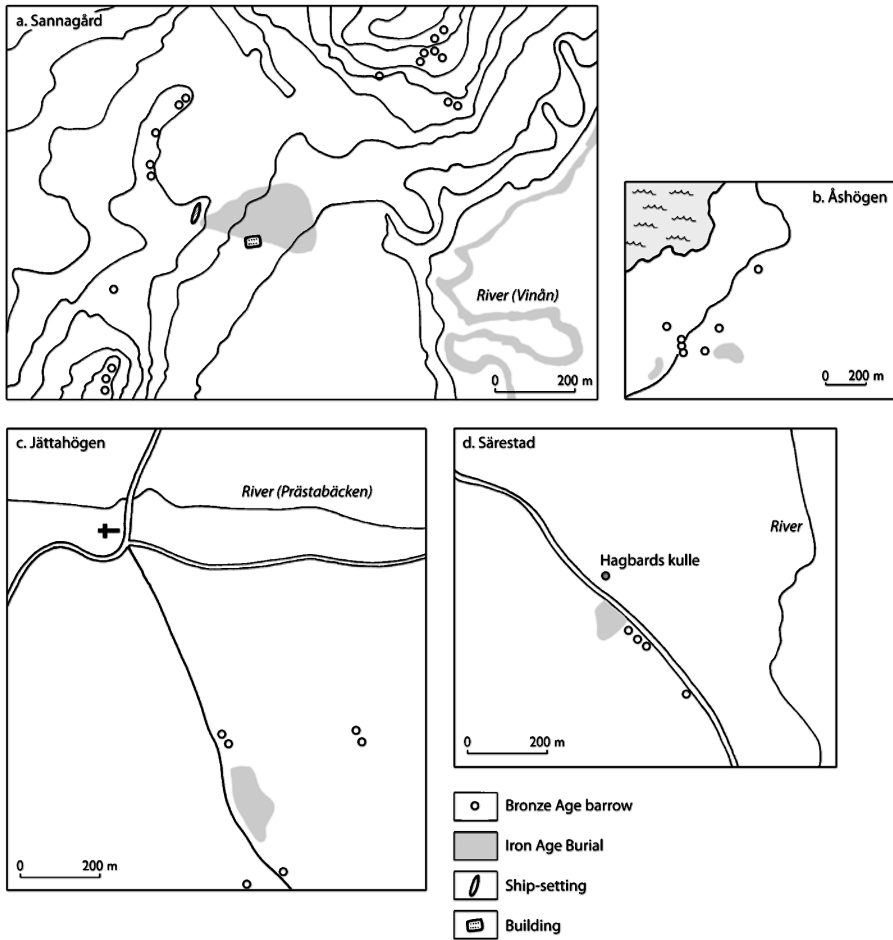 a. Sannagård
River (Vinån)
0 200 m
b. Åshögen
0 200 m
c. Jättahögen
River (Prästabäcken)
0 200 m
d. Särestad
River
Hagbards kulle
0 200 m
Bronze Age barrow
Iron Age Burial
Ship-setting
Building